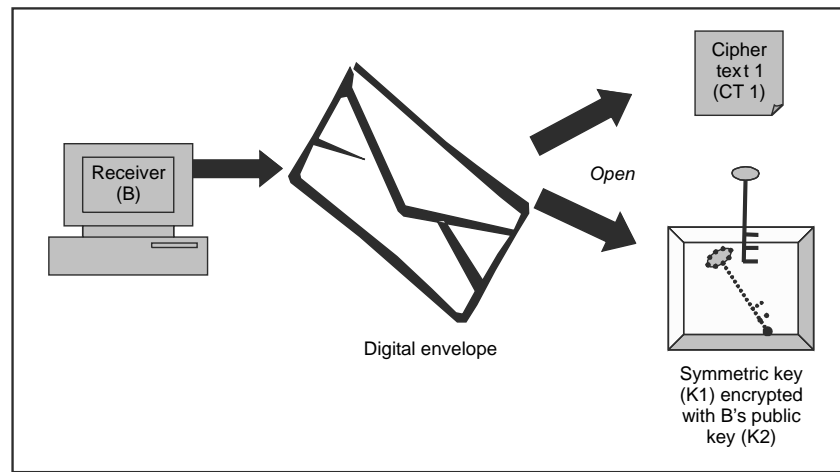 Receiver
(B)
Digital envelope
Open
Cipher
text 1
(CT 1)
Symmetric key
(K1) encrypted
with B's public
key (K2)